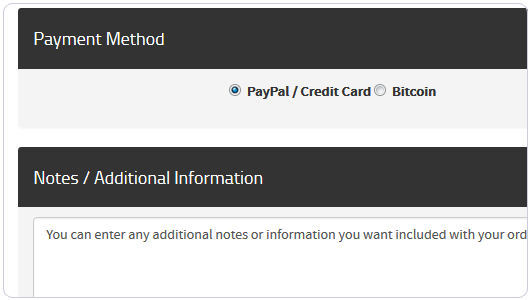 Payment Method
PayPal / Credit Card Bitcoin
Notes / Additional Information
You can enter any additional notes or information you want included with your ord